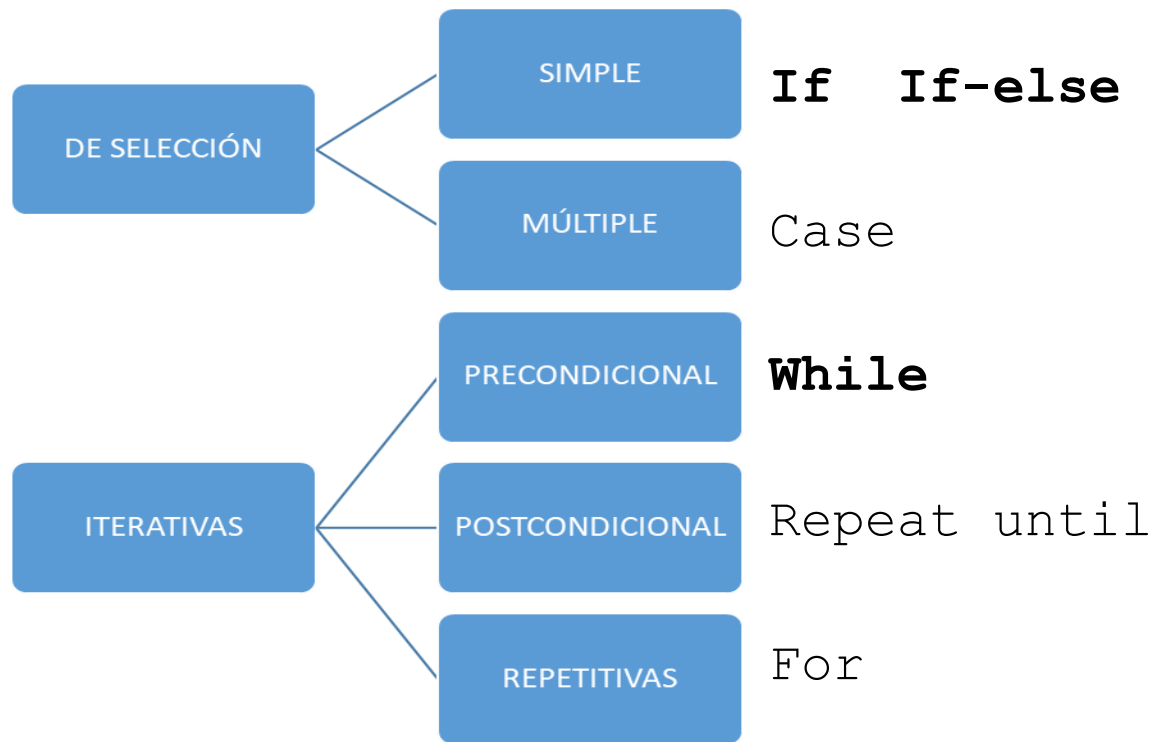 DE SELECCIÓN
SIMPLE
If If-else
MÚLTIPLE
Case
ITERATIVAS
PRECONDICIONAL
While
POSTCONDICIONAL
Repeat until
REPETITIVAS
For